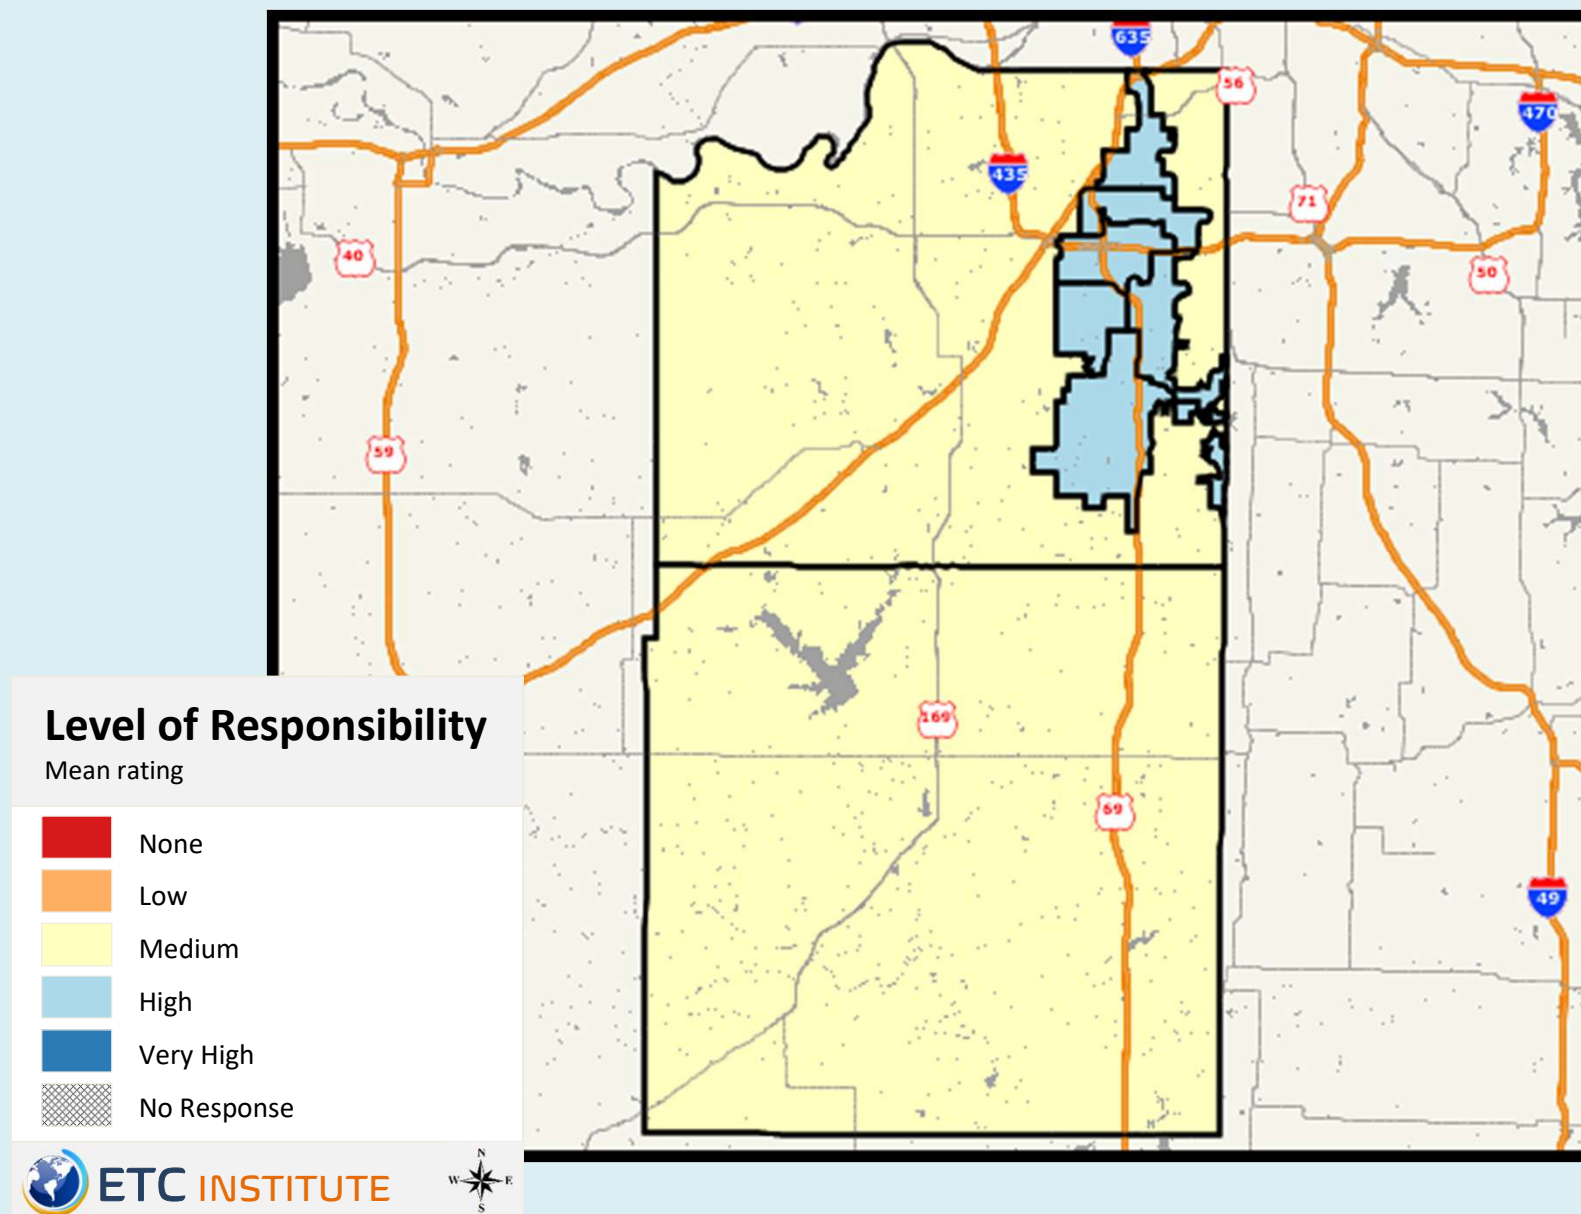 635
56
470
435
71
40
50
59
169
69
49
Level of Responsibility
Mean rating
None
Low
Medium
High
Very High
No Response
ETC INSTITUTE
N
W E
S